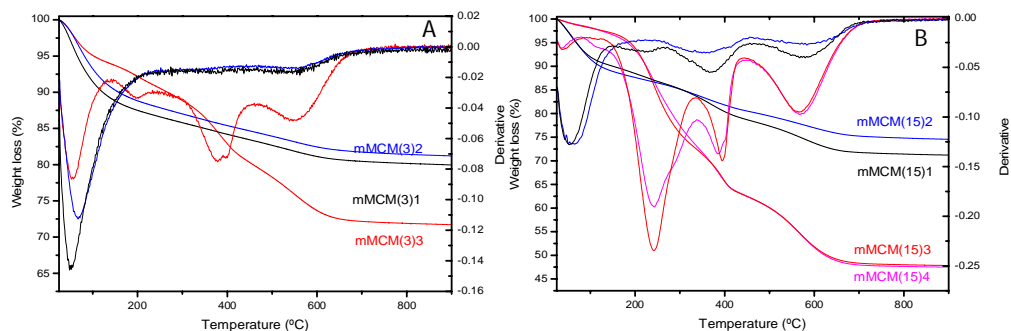 A
100
95
90
85
80
75
70
65
Weight loss (%)
200
400
600
800
Temperature (ºC)
0.02
0.00
-0.02
-0.04
-0.06
-0.08
-0.10
-0.12
-0.14
-0.16
Derivative
mMCM(3)2
mMCM(3)1
mMCM(3)3
B
100
95
90
85
80
75
70
65
60
55
50
45
Weight loss (%)
200
400
600
800
Temperature (ºC)
0.00
-0.05
-0.10
-0.15
-0.20
-0.25
Derivative
mMCM(15)2
mMCM(15)1
mMCM(15)3
mMCM(15)4